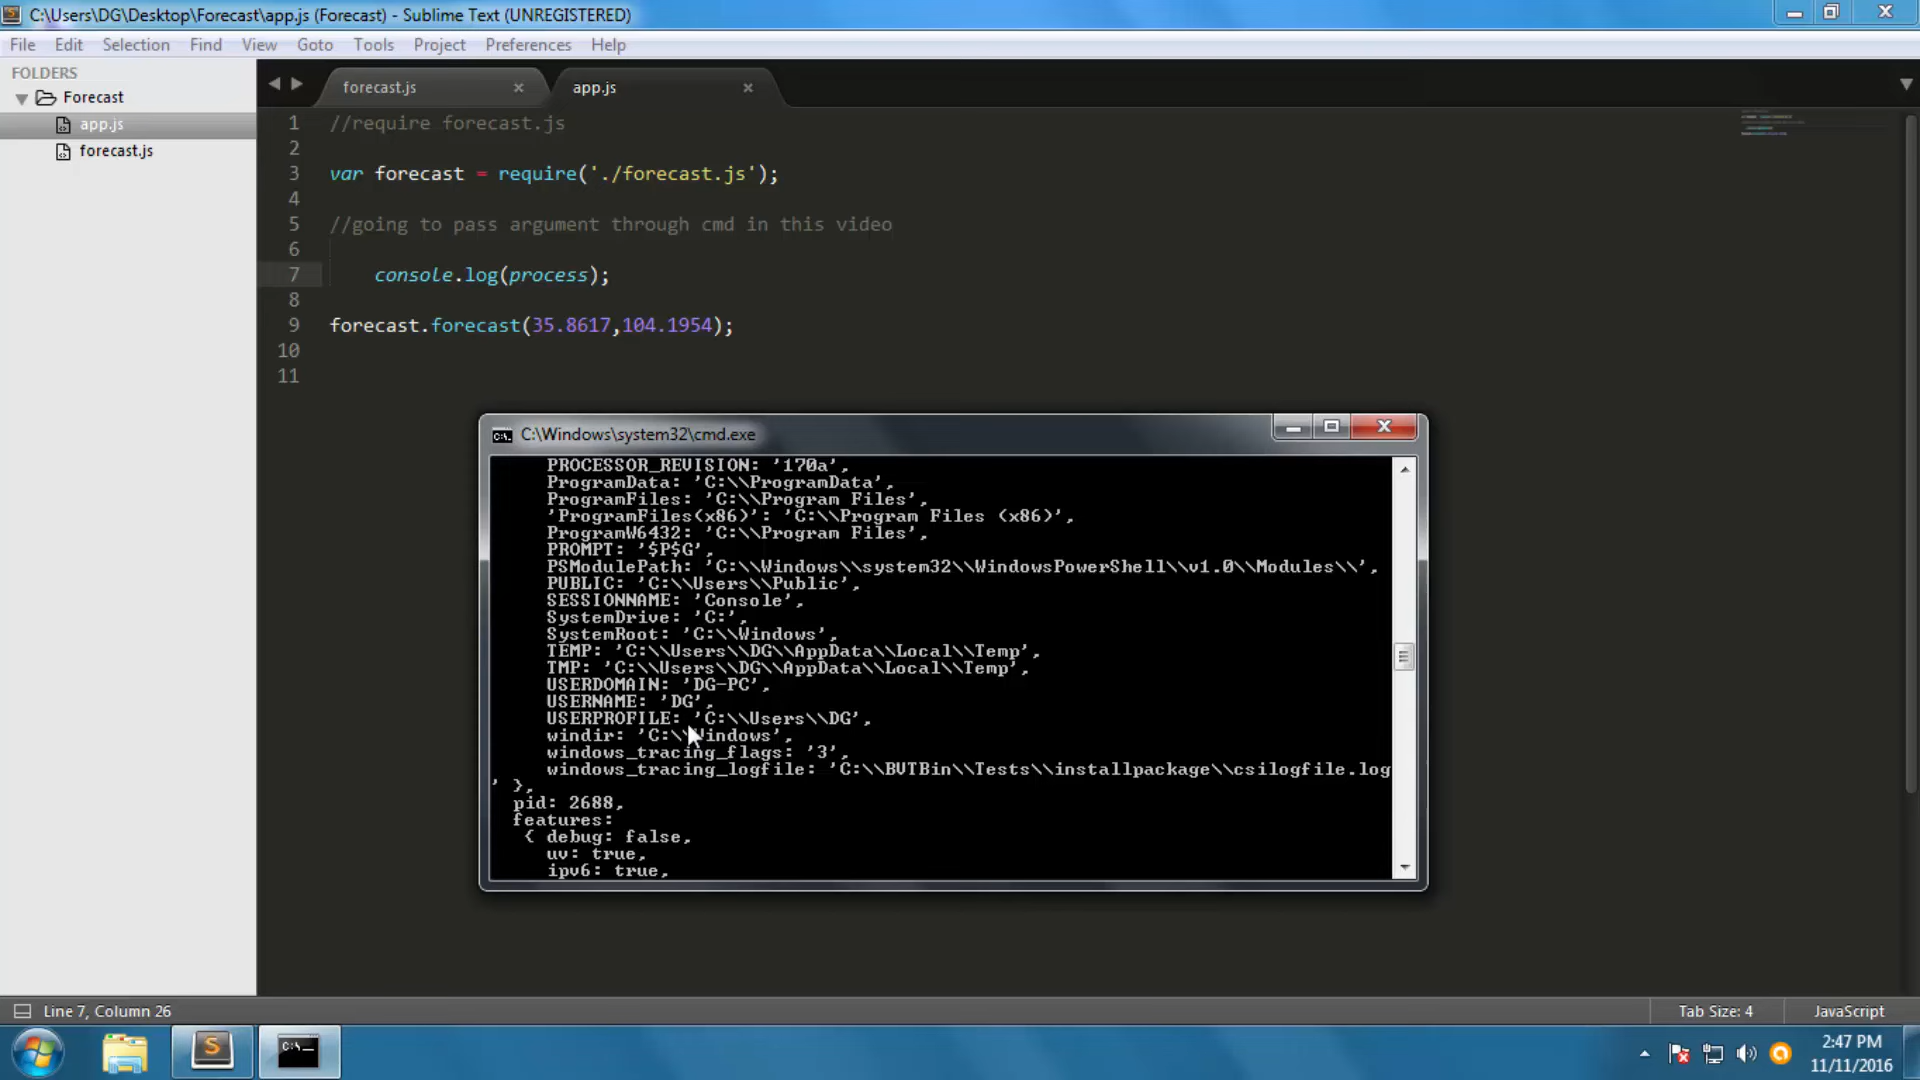 C:\Users\DG\Desktop\Forecast\app.js (Forecast) - Sublime Text (UNREGISTERED)
File Edit Selection Find View Goto Tools Project Preferences Help
FOLDERS
Forecast
app.js
forecast.js
forecast.js
app.js
1 //require forecast.js
2
3 var forecast = require('./forecast.js');
4
5 //going to pass argument through cmd in this video
6
7 console.log(process);
8
9 forecast.forecast(35.8617,104.1954);
10
11
C:\Windows\system32\cmd.exe
PROCESSOR_REVISION: '170a',
ProgramData: 'C:\\ProgramData',
ProgramFiles: 'C:\\Program Files',
'ProgramFiles(x86)': 'C:\\Program Files (x86)',
ProgramW6432: 'C:\\Program Files',
PROMPT: '$P$G',
PSModulePath: 'C:\\Windows\\system32\\WindowsPowerShell\\v1.0\\Modules\\',
PUBLIC: 'C:\\Users\\Public',
SESSIONNAME: 'Console',
SystemDrive: 'C:',
SystemRoot: 'C:\\Windows',
TEMP: 'C:\\Users\\DG\\AppData\\Local\\Temp',
TMP: 'C:\\Users\\DG\\AppData\\Local\\Temp',
USERDOMAIN: 'DG-PC',
USERNAME: 'DG',
USERPROFILE: 'C:\\Users\\DG',
windir: 'C:\\Windows',
windows_tracing_flags: '3',
windows_tracing_logfile: 'C:\\BVTBin\\Tests\\installpackage\\csilogfile.log
' },
pid: 2688,
features:
{ debug: false,
uv: true,
ipv6: true,
Line 7, Column 26
Tab Size: 4
JavaScript
2:47 PM
11/11/2016